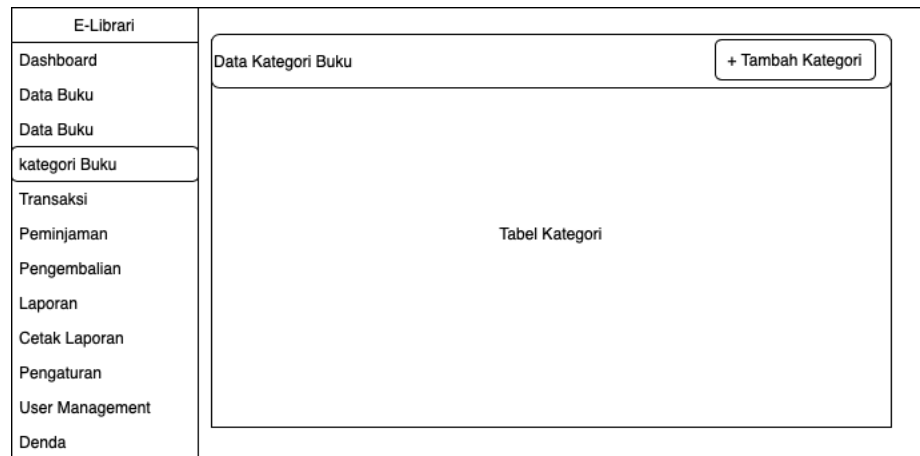 E-Librari
Dashboard
Data Buku
Data Buku
kategori Buku
Transaksi
Peminjaman
Pengembalian
Laporan
Cetak Laporan
Pengaturan
User Management
Denda
Data Kategori Buku
+ Tambah Kategori
Tabel Kategori